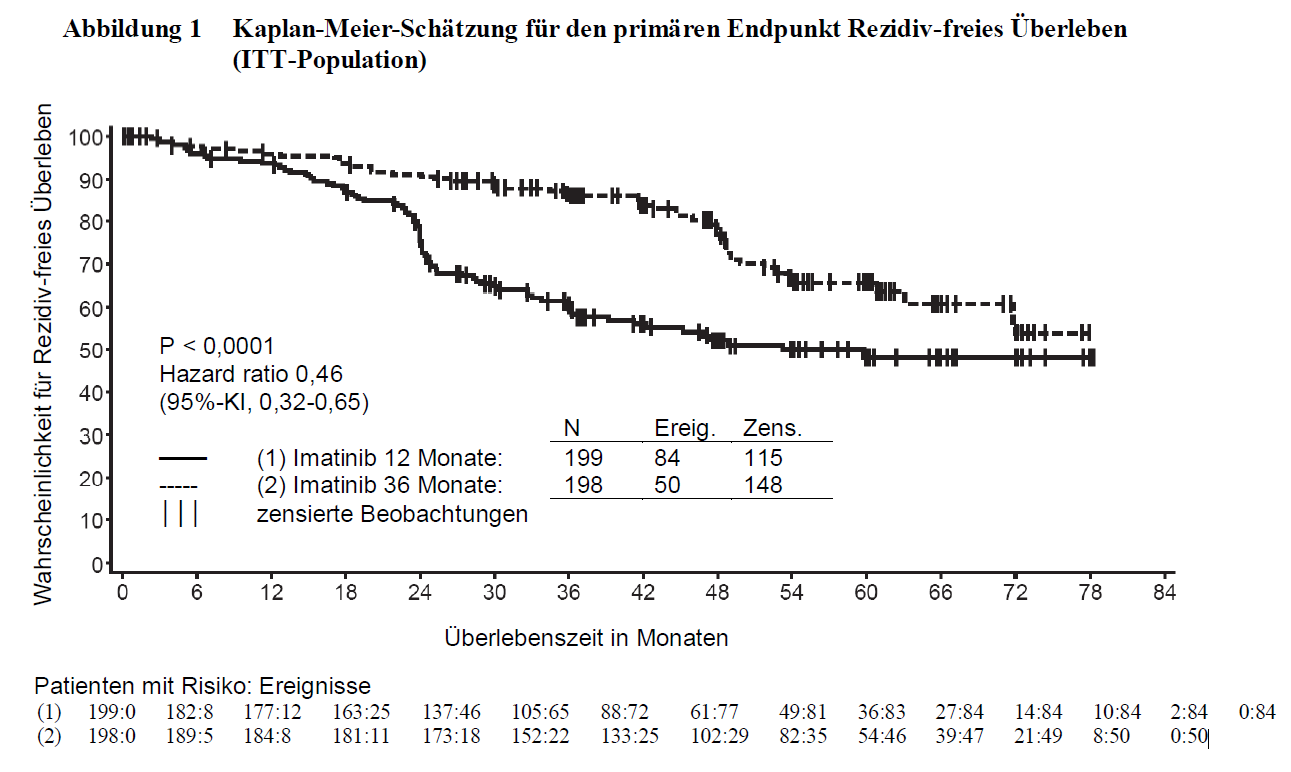 Abbildung 1 Kaplan-Meier-Schätzung für den primären Endpunkt Rezidiv-freies Überleben
(ITT-Population)
Wahrscheinlichkeit für Rezidiv-freies Überleben
100
90
80
70
60
50
40
30
20
10
0
P < 0,0001
Hazard ratio 0,46
(95%-KI, 0,32-0,65)
N Ereig. Zens.
(1) Imatinib 12 Monate: 199 84 115
(2) Imatinib 36 Monate: 198 50 148
zensierte Beobachtungen
0 6 12 18 24 30 36 42 48 54 60 66 72 78 84
Überlebenszeit in Monaten
Patienten mit Risiko: Ereignisse
(1) 199:0 182:8 177:12 163:25 137:46 105:65 88:72 61:77 49:81 36:83 27:84 14:84 10:84 2:84 0:84
(2) 198:0 189:5 184:8 181:11 173:18 152:22 133:25 102:29 82:35 54:46 39:47 21:49 8:50 0:50